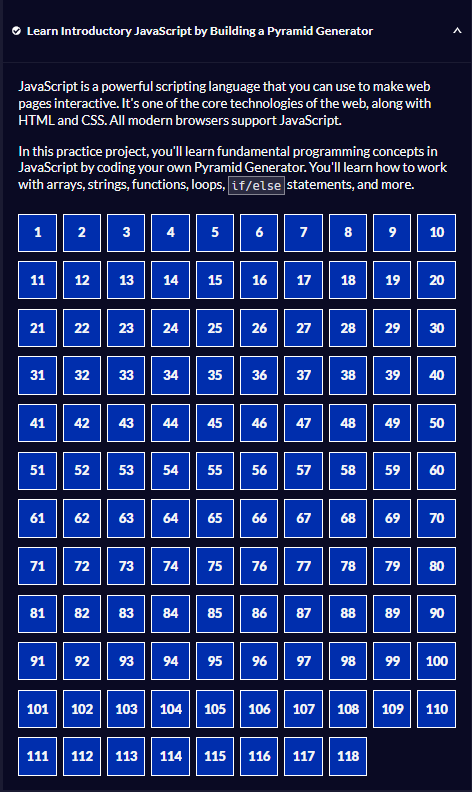 Learn Introductory JavaScript by Building a Pyramid Generator
JavaScript is a powerful scripting language that you can use to make web
pages interactive. It's one of the core technologies of the web, along with
HTML and CSS. All modern browsers support JavaScript.
In this practice project, you'll learn fundamental programming concepts in
JavaScript by coding your own Pyramid Generator. You'll learn how to work
with arrays, strings, functions, loops, if/else statements, and more.
1 2 3 4 5 6 7 8 9 10
11 12 13 14 15 16 17 18 19 20
21 22 23 24 25 26 27 28 29 30
31 32 33 34 35 36 37 38 39 40
41 42 43 44 45 46 47 48 49 50
51 52 53 54 55 56 57 58 59 60
61 62 63 64 65 66 67 68 69 70
71 72 73 74 75 76 77 78 79 80
81 82 83 84 85 86 87 88 89 90
91 92 93 94 95 96 97 98 99 100
101 102 103 104 105 106 107 108 109 110
111 112 113 114 115 116 117 118